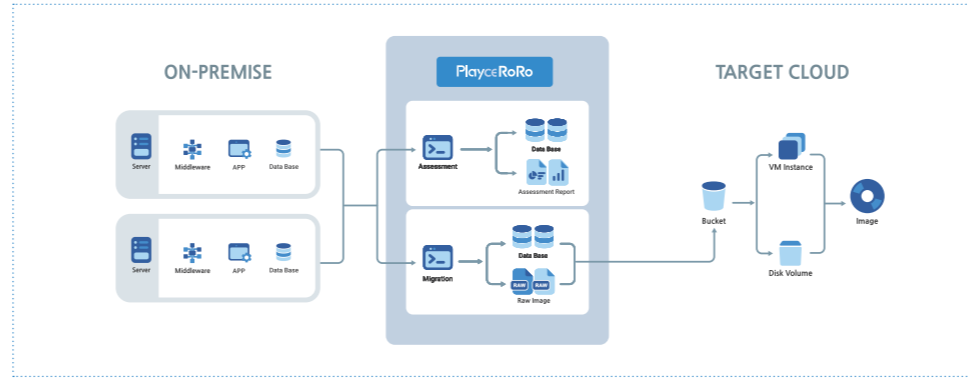 ON-PREMISE
Server
Middleware
APP
Data Base
Server
Middleware
APP
Data Base
PlayceRoRo
Assessment
Data Base
Assessment Report
Migration
Data Base
RAW RAW
Raw Image
TARGET CLOUD
Bucket
VM Instance
Disk Volume
Image